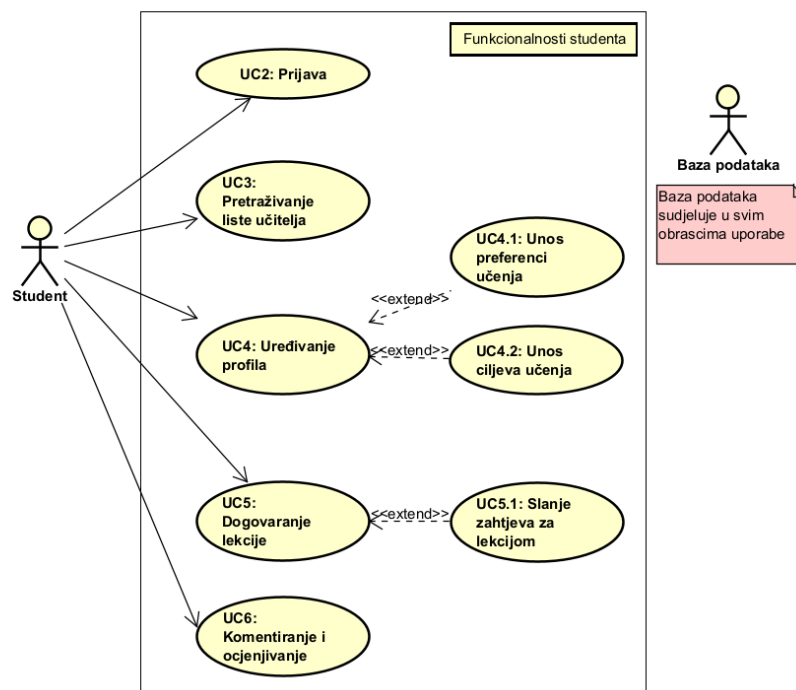 Funkcionalnosti studenta
UC2: Prijava
Baza podataka
UC3:
Pretraživanje
liste učitelja
Baza podataka
sudjeluje u svim
obrascima uporabe
UC4.1: Unos
preferenci
učenja
Student
<<extend>>
UC4: Uređivanje
profila
<<extend>>
UC4.2: Unos
ciljeva učenja
UC5:
Dogovaranje
lekcije
<<extend>>
UC5.1: Slanje
zahtjeva za
lekcijom
UC6:
Komentiranje i
ocjenjivanje